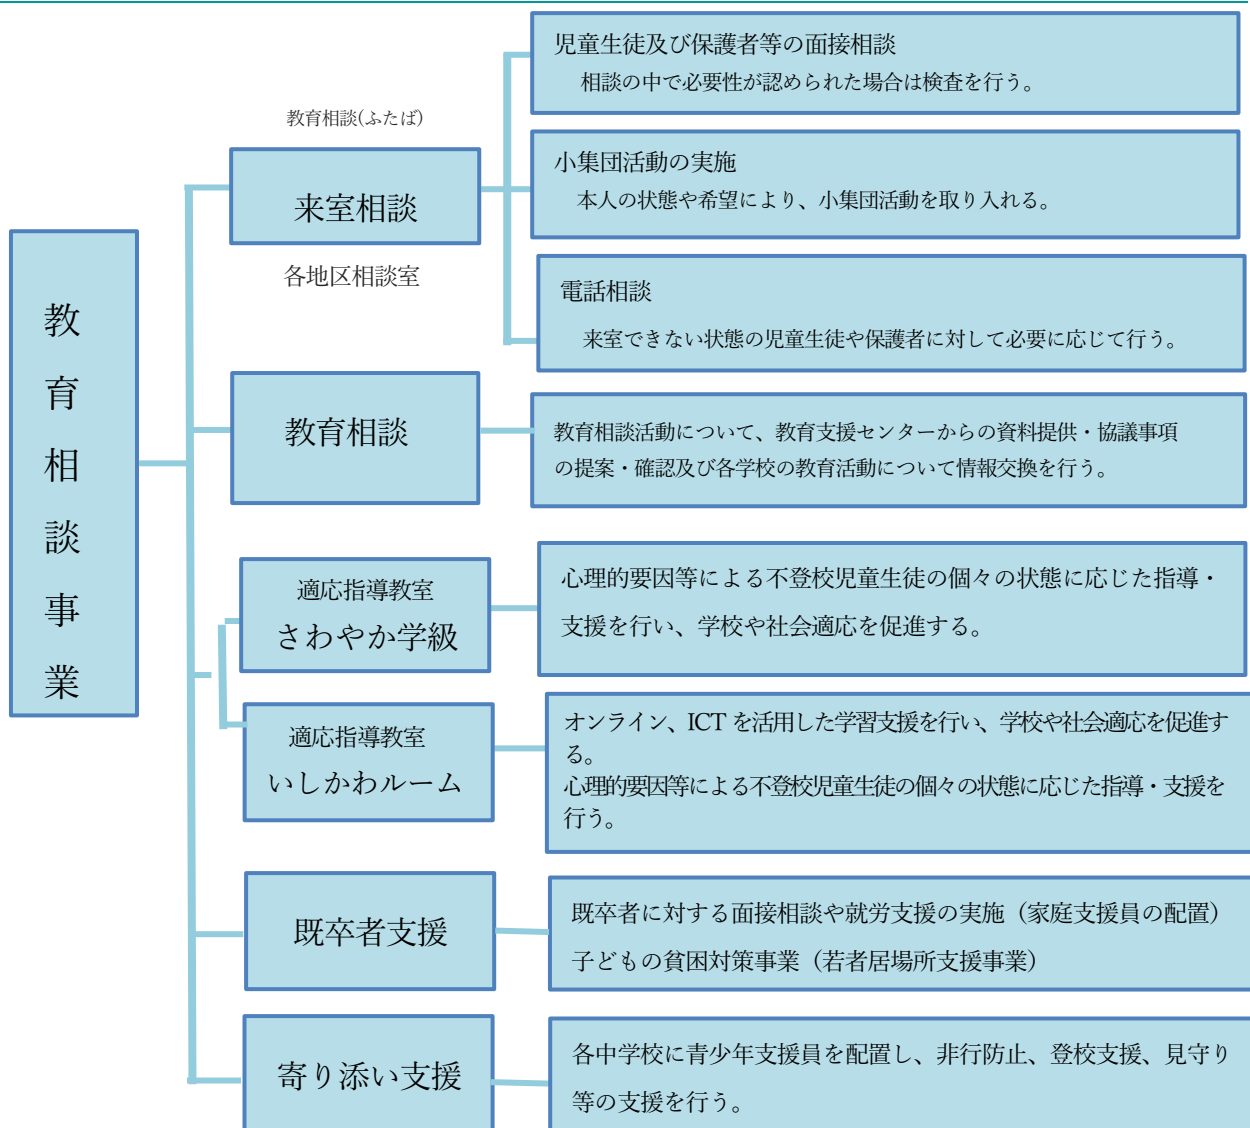 教育相談事業
教育相談(ふたば)
来室相談
各地区相談室
児童生徒及び保護者等の面接相談
相談の中で必要性が認められた場合は検査を行う。
小集団活動の実施
本人の状態や希望により、小集団活動を取り入れる。
電話相談
来室できない状態の児童生徒や保護者に対して必要に応じて行う。
教育相談
教育相談活動について、教育支援センターからの資料提供・協議事項
の提案・確認及び各学校の教育活動について情報交換を行う。
適応指導教室
さわやか学級
心理的要因等による不登校児童生徒の個々の状態に応じた指導・
支援を行い、学校や社会適応を促進する。
適応指導教室
いしかわルーム
オンライン、ICT を活用した学習支援を行い、学校や社会適応を促進す
る。
心理的要因等による不登校児童生徒の個々の状態に応じた指導・支援を
行う。
既卒者支援
既卒者に対する面接相談や就労支援の実施（家庭支援員の配置）
子どもの貧困対策事業（若者居場所支援事業）
寄り添い支援
各中学校に青少年支援員を配置し、非行防止、登校支援、見守り
等の支援を行う。